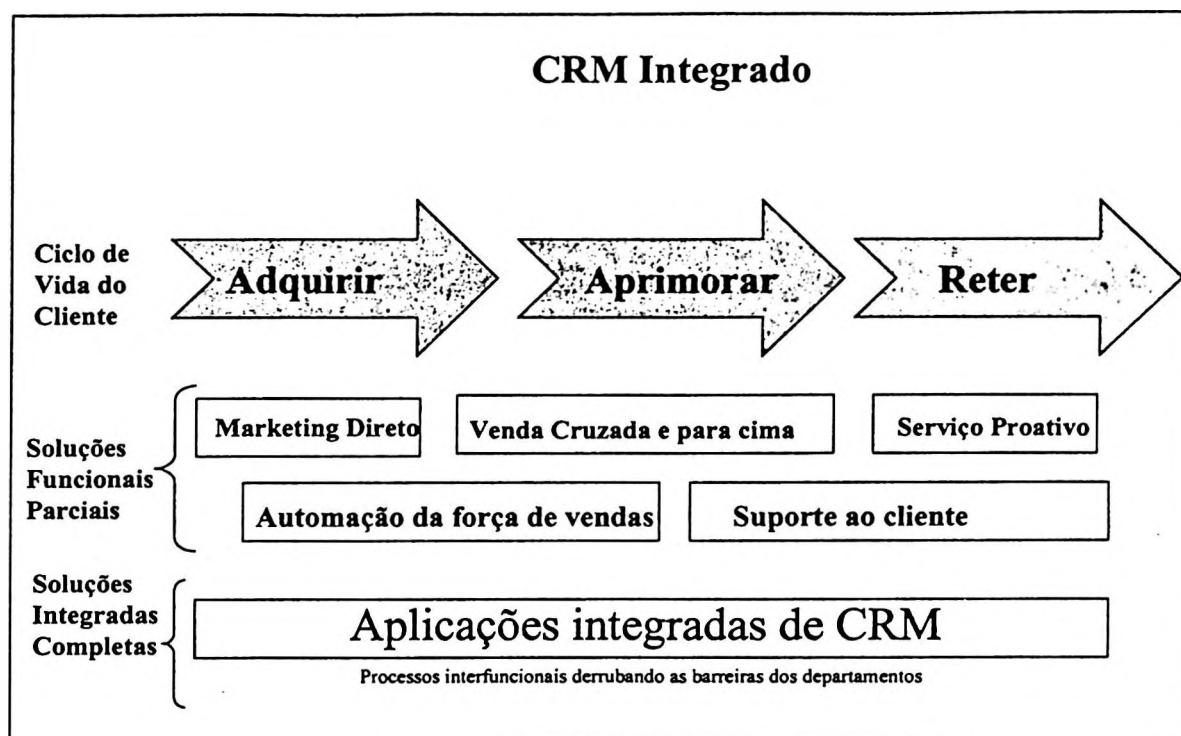 CRM Integrado
Ciclo de
Vida do
Cliente
Adquirir
Aprimorar
Reter
Soluções
Funcionais
Parciais
Marketing Direto
Venda Cruzada e para cima
Serviço Proativo
Automação da força de vendas
Suporte ao cliente
Soluções
Integradas
Completas
Aplicações integradas de CRM
Processos interfuncionais derrubando as barreiras dos departamentos